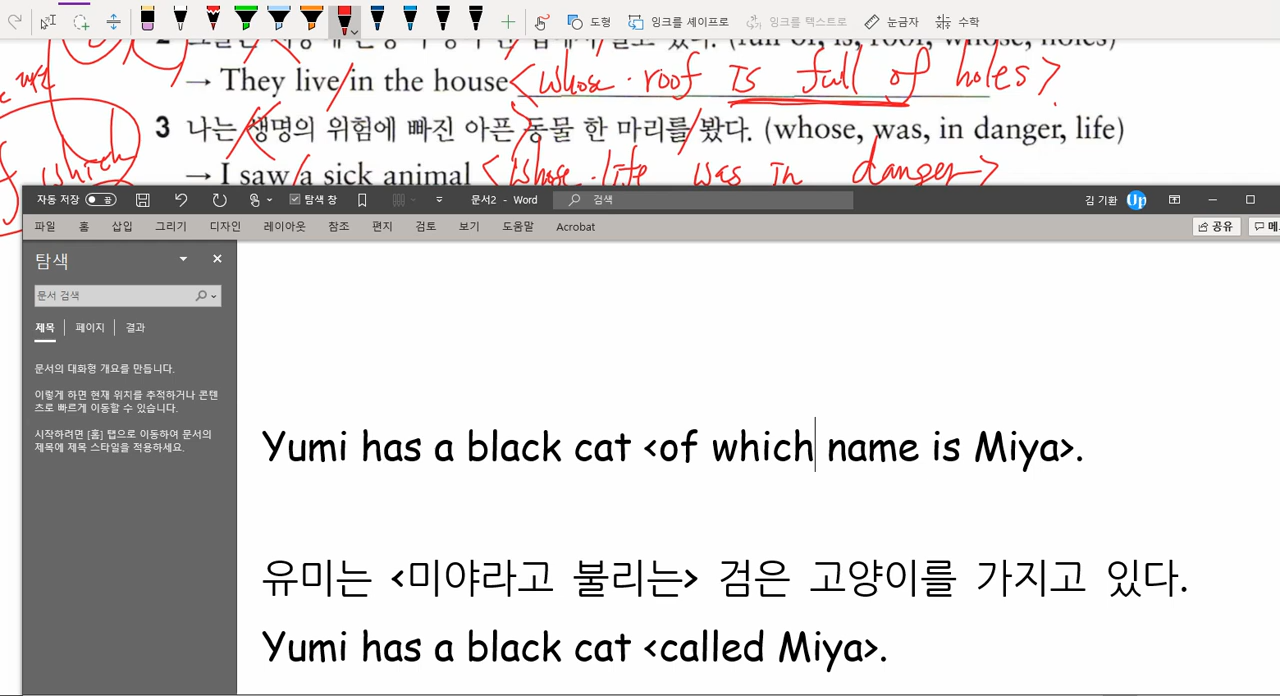 도형 잉크를 셰이프로 잉크를 텍스트로 눈금자 수학
→ They live/in the house <whose roof is full of holes>
3 나는 생명의 위험에 빠진 아픈 동물 한 마리를 봤다. (whose, was, in danger, life)
which
→ I saw/a sick animal <whose life was in danger>
자동 저장 끔 탐색 창 문서2 - Word 검색 김 기환
파일 홈 삽입 그리기 디자인 레이아웃 참조 편지 검토 보기 도움말 Acrobat 공유
탐색
문서 검색
제목 페이지 결과
문서의 대화형 개요를 만듭니다.
이렇게 하면 현재 위치를 추적하거나 콘텐
츠로 빠르게 이동할 수 있습니다.
시작하려면 [홈] 탭으로 이동하여 문서의
제목에 제목 스타일을 적용하세요.
Yumi has a black cat <of which name is Miya>.
유미는 <미야라고 불리는> 검은 고양이를 가지고 있다.
Yumi has a black cat <called Miya>.